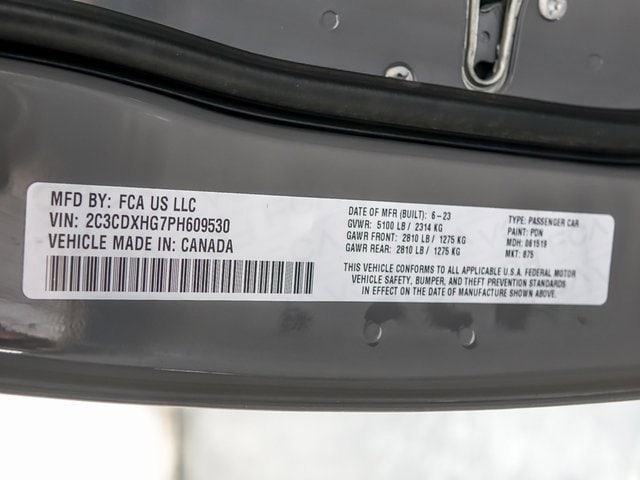 MFD BY: FCA US LLC
VIN: 2C3CDXHG7PH609530
VEHICLE MADE IN: CANADA
DATE OF MFR (BUILT): 6-23
GVWR: 5100 LB / 2314 KG
GAWR FRONT: 2810 LB / 1275 KG
GAWR REAR: 2810 LB / 1275 KG
TYPE: PASSENGER CAR
PAINT: PDN
MDH: 061519
MKT: 875
THIS VEHICLE CONFORMS TO ALL APPLICABLE U.S.A. FEDERAL MOTOR
VEHICLE SAFETY, BUMPER, AND THEFT PREVENTION STANDARDS
IN EFFECT ON THE DATE OF MANUFACTURE SHOWN ABOVE.